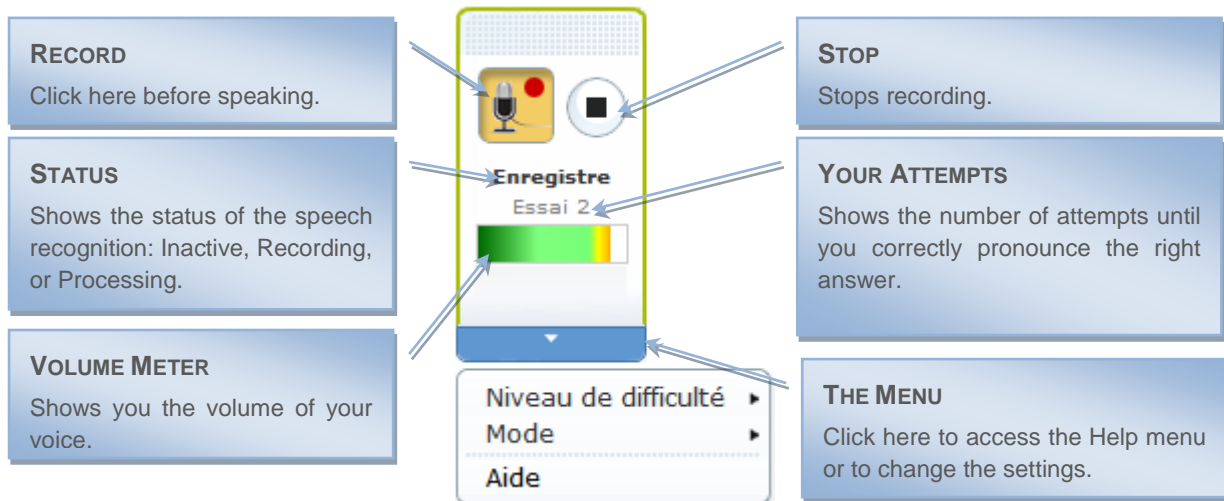 RECORD
Click here before speaking.
STATUS
Shows the status of the speech
recognition: Inactive, Recording,
or Processing.
VOLUME METER
Shows you the volume of your
voice.
Enregistre
Essai 2
Niveau de difficulté
Mode
Aide
STOP
Stops recording.
YOUR ATTEMPTS
Shows the number of attempts until
you correctly pronounce the right
answer.
THE MENU
Click here to access the Help menu
or to change the settings.